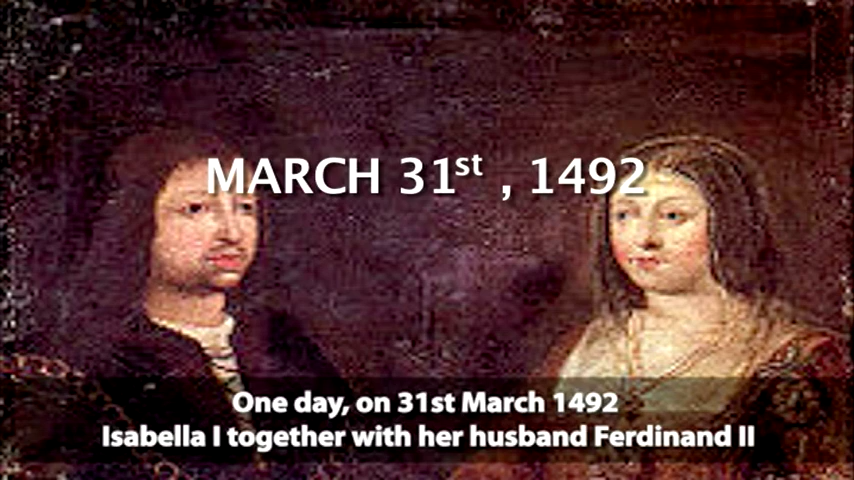 MARCH 31st , 1492
One day, on 31st March 1492
Isabella I together with her husband Ferdinand II